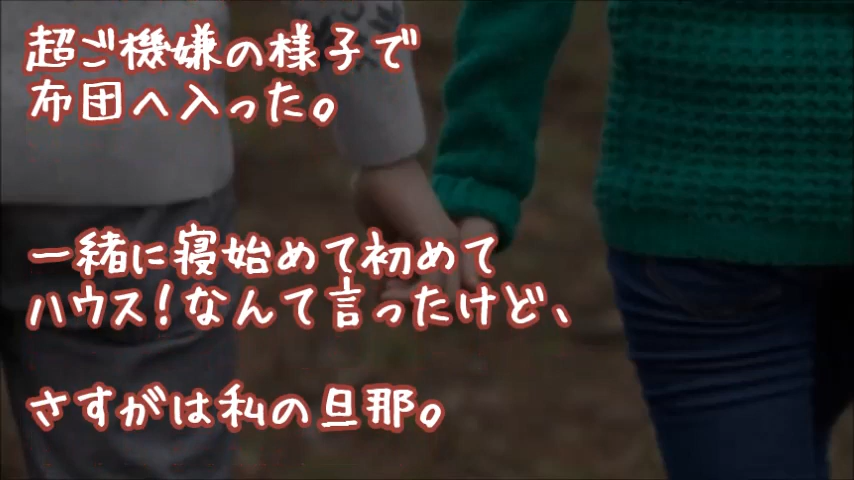 超ご機嫌の様子で
布団へ入った。
一緒に寝始めて初めて
ハウス！なんて言ったけど、
さすがは私の旦那。